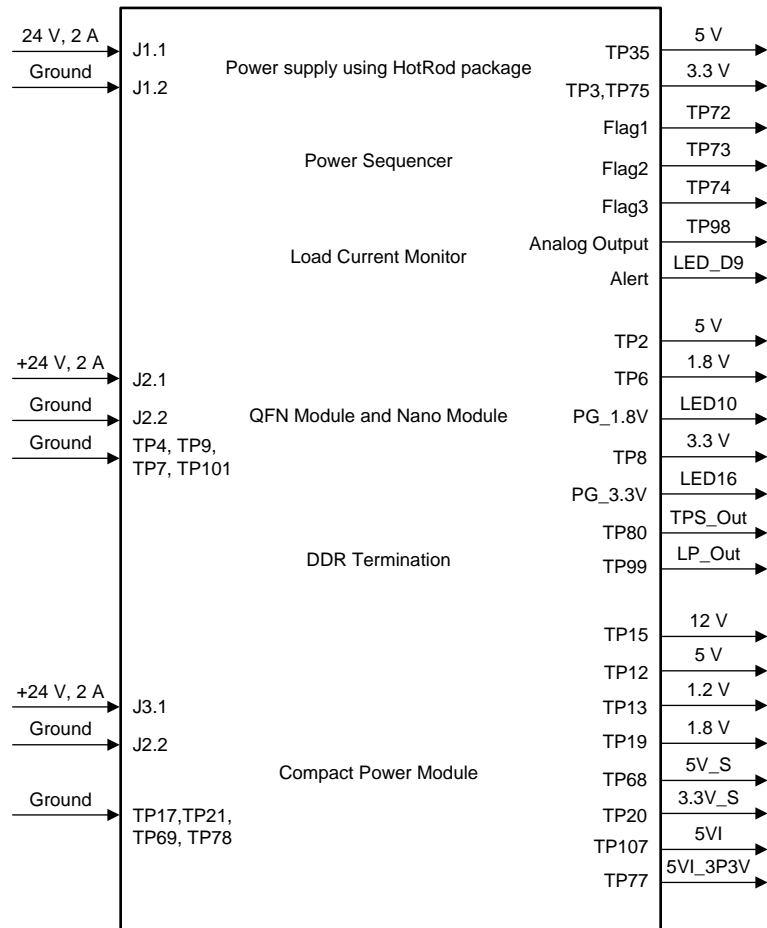 24 V, 2 A
J1.1
Ground
J1.2
Power supply using HotRod package
TP35
5 V
TP3,TP75
3.3 V
Flag1
TP72
Power Sequencer
Flag2
TP73
Flag3
TP74
Load Current Monitor
Analog Output
TP98
Alert
LED_D9
TP2
5 V
+24 V, 2 A
J2.1
TP6
1.8 V
Ground
J2.2
QFN Module and Nano Module
PG_1.8V
LED10
Ground
TP4, TP9,
TP7, TP101
TP8
3.3 V
PG_3.3V
LED16
TP80
TPS_Out
DDR Termination
TP99
LP_Out
TP15
12 V
TP12
5 V
+24 V, 2 A
J3.1
TP13
1.2 V
Ground
J2.2
TP19
1.8 V
Compact Power Module
TP68
5V_S
Ground
TP17,TP21,
TP69, TP78
TP20
3.3V_S
TP107
5VI
TP77
5VI_3P3V